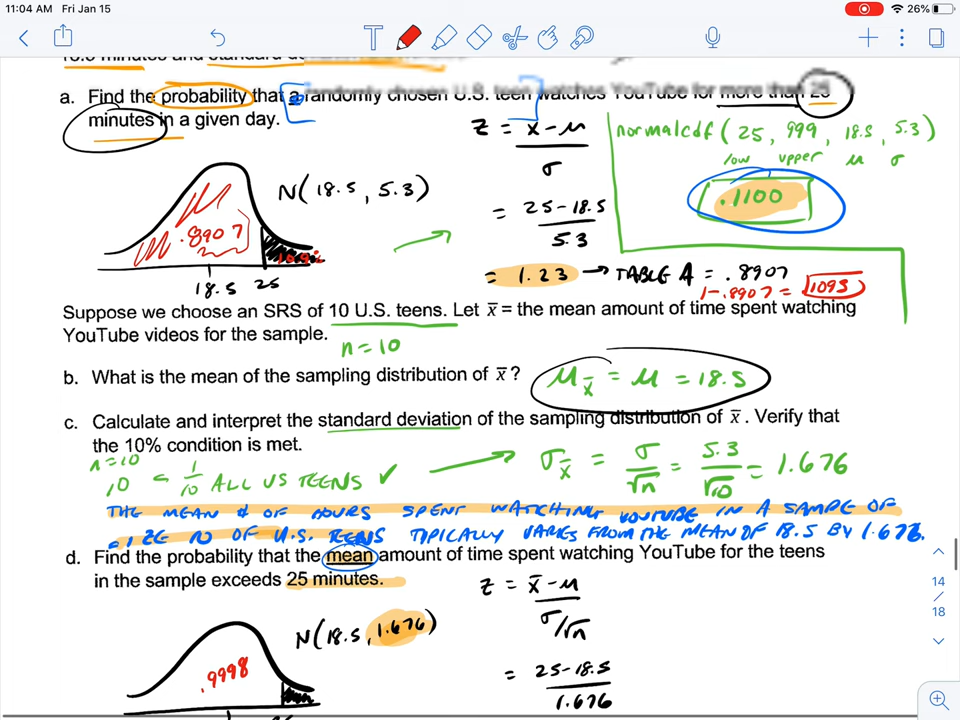 11:04 AM Fri Jan 15
26%
minutes and standard
a. Find the probability that a randomly chosen U.S. teen watches YouTube for more than 25
minutes in a given day.
z = x-μ
σ
= 25-18.5
5.3
= 1.23 → TABLE A = .8907
1-.8907 = .1093
normalcdf ( 25, 999, 18.5, 5.3 )
low upper μ σ
.1100
N(18.5, 5.3)
.8907
18.5 25
Suppose we choose an SRS of 10 U.S. teens. Let x̄ = the mean amount of time spent watching
YouTube videos for the sample.
n=10
b. What is the mean of the sampling distribution of x̄?
μx̄ = μ = 18.5
c. Calculate and interpret the standard deviation of the sampling distribution of x̄. Verify that
the 10% condition is met.
n=10
10 ≤ 1/10 ALL US TEENS ✓
σx̄ = σ/√n = 5.3/√10 = 1.676
THE MEAN # OF HOURS SPENT WATCHING YOUTUBE IN A SAMPLE OF
SIZE 10 OF U.S. TEENS TYPICALLY VARIES FROM THE MEAN OF 18.5 BY 1.676.
d. Find the probability that the mean amount of time spent watching YouTube for the teens
in the sample exceeds 25 minutes.
z = x̄-μ
σ/√n
= 25-18.5
1.676
N(18.5, 1.676)
.9998
14
/
18